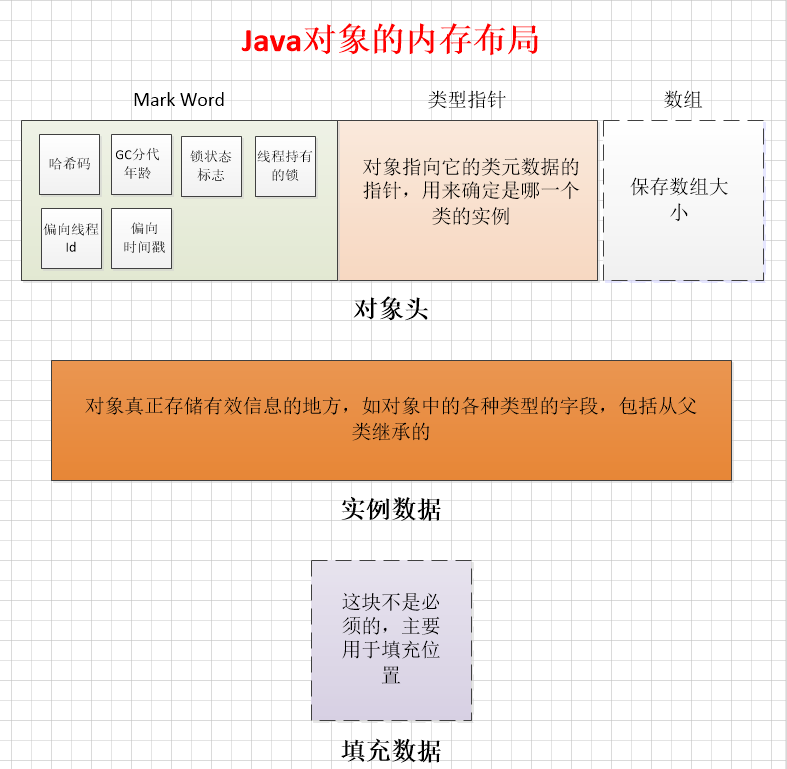 Java对象的内存布局
Mark Word
类型指针
数组
哈希码
GC分代
年龄
锁状态
标志
线程持有
的锁
偏向线程
Id
偏向
时间戳
对象指向它的类元数据的
指针，用来确定是哪一个
类的实例
保存数组大
小
对象头
对象真正存储有效信息的地方，如对象中的各种类型的字段，包括从父
类继承的
实例数据
这块不是必
须的，主要
用于填充位
置
填充数据